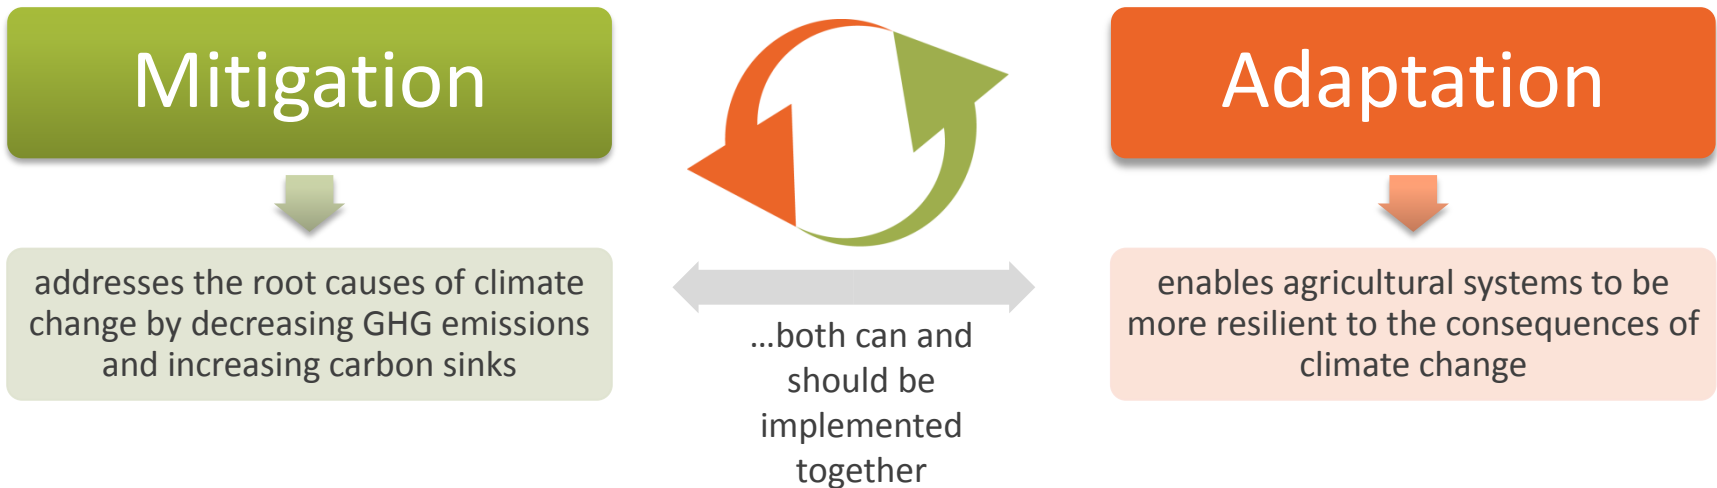 Mitigation
addresses the root causes of climate
change by decreasing GHG emissions
and increasing carbon sinks
...both can and
should be
implemented
together
Adaptation
enables agricultural systems to be
more resilient to the consequences of
climate change